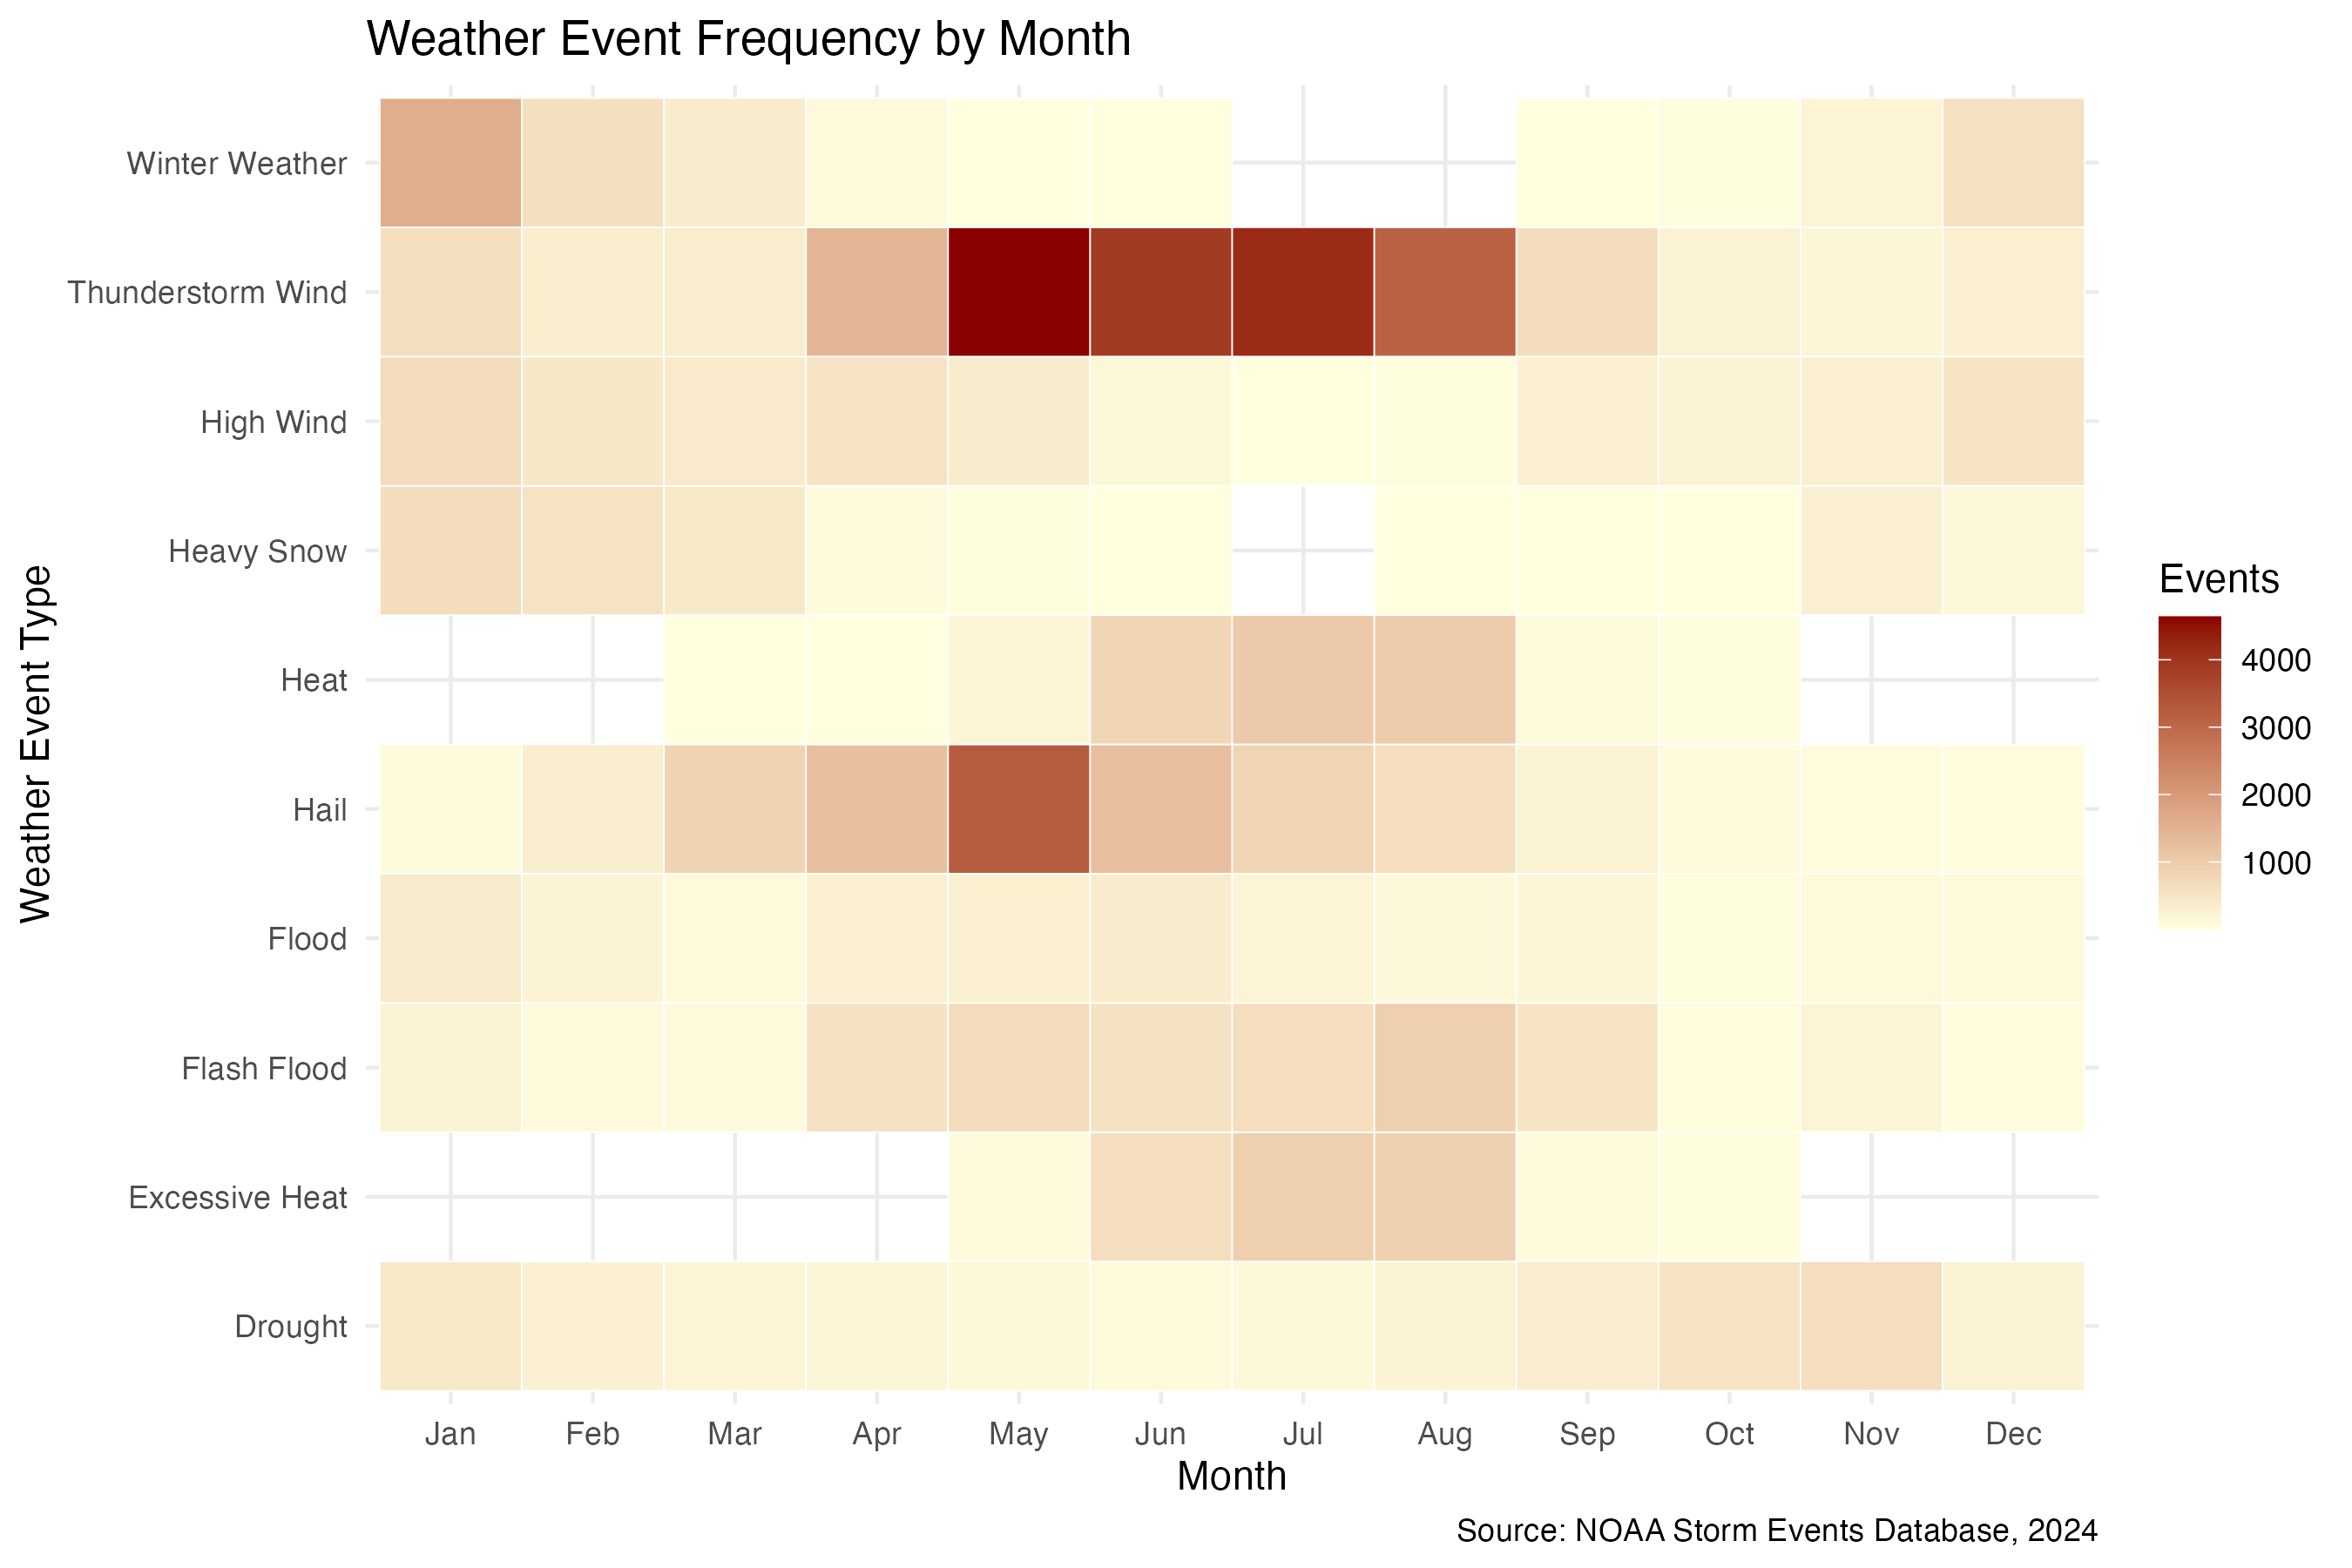 Weather Event Frequency by Month
Weather Event Type
Winter Weather
Thunderstorm Wind
High Wind
Heavy Snow
Heat
Hail
Flood
Flash Flood
Excessive Heat
Drought
Jan Feb Mar Apr May Jun Jul Aug Sep Oct Nov Dec
Month
Events
4000
3000
2000
1000
Source: NOAA Storm Events Database, 2024